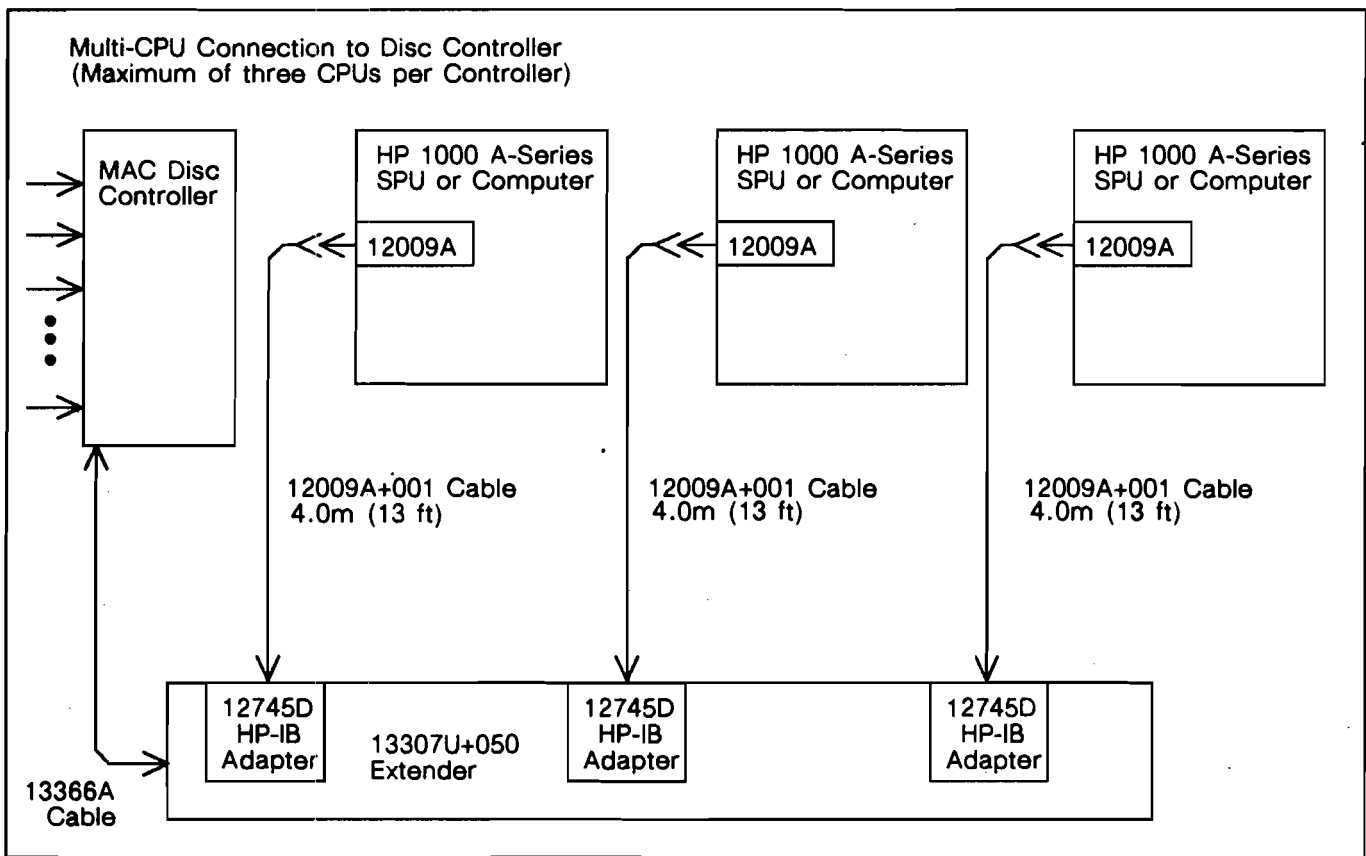 Multi-CPU Connection to Disc Controller
(Maximum of three CPUs per Controller)
MAC Disc
Controller
HP 1000 A-Series
SPU or Computer
12009A
HP 1000 A-Series
SPU or Computer
12009A
HP 1000 A-Series
SPU or Computer
12009A
12009A+001 Cable
4.0m (13 ft)
12009A+001 Cable
4.0m (13 ft)
12009A+001 Cable
4.0m (13 ft)
12745D
HP-IB
Adapter
13307U+050
Extender
12745D
HP-IB
Adapter
12745D
HP-IB
Adapter
13366A
Cable